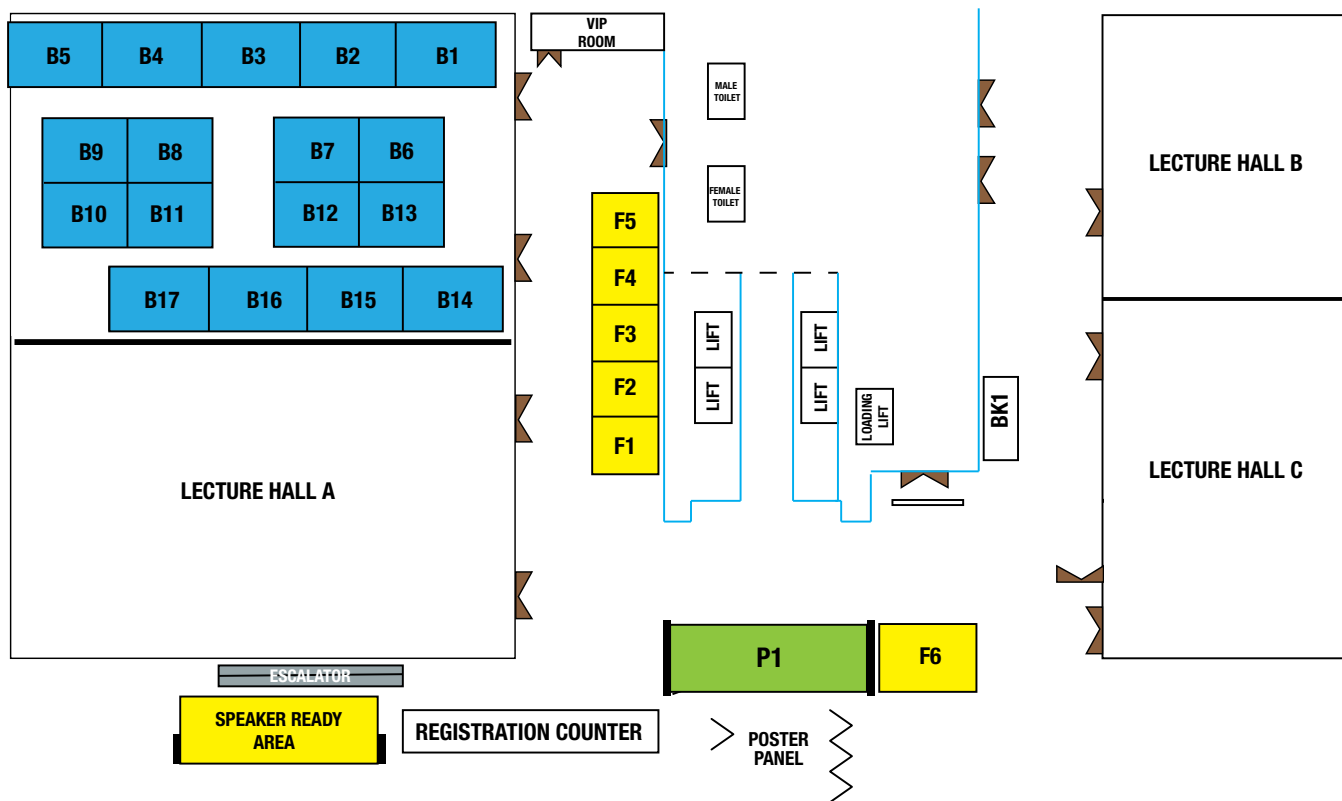 VIP
ROOM
B5
B4
B3
B2
B1
MALE
TOILET
B9
B8
B7
B6
LECTURE HALL B
FEMALE
TOILET
B10
B11
B12
B13
F5
F4
B17
B16
B15
B14
F3
LIFT
LIFT
F2
LIFT
LIFT
LOADING
LIFT
BK1
F1
LECTURE HALL A
LECTURE HALL C
P1
F6
ESCALATOR
SPEAKER READY
AREA
REGISTRATION COUNTER
POSTER
PANEL